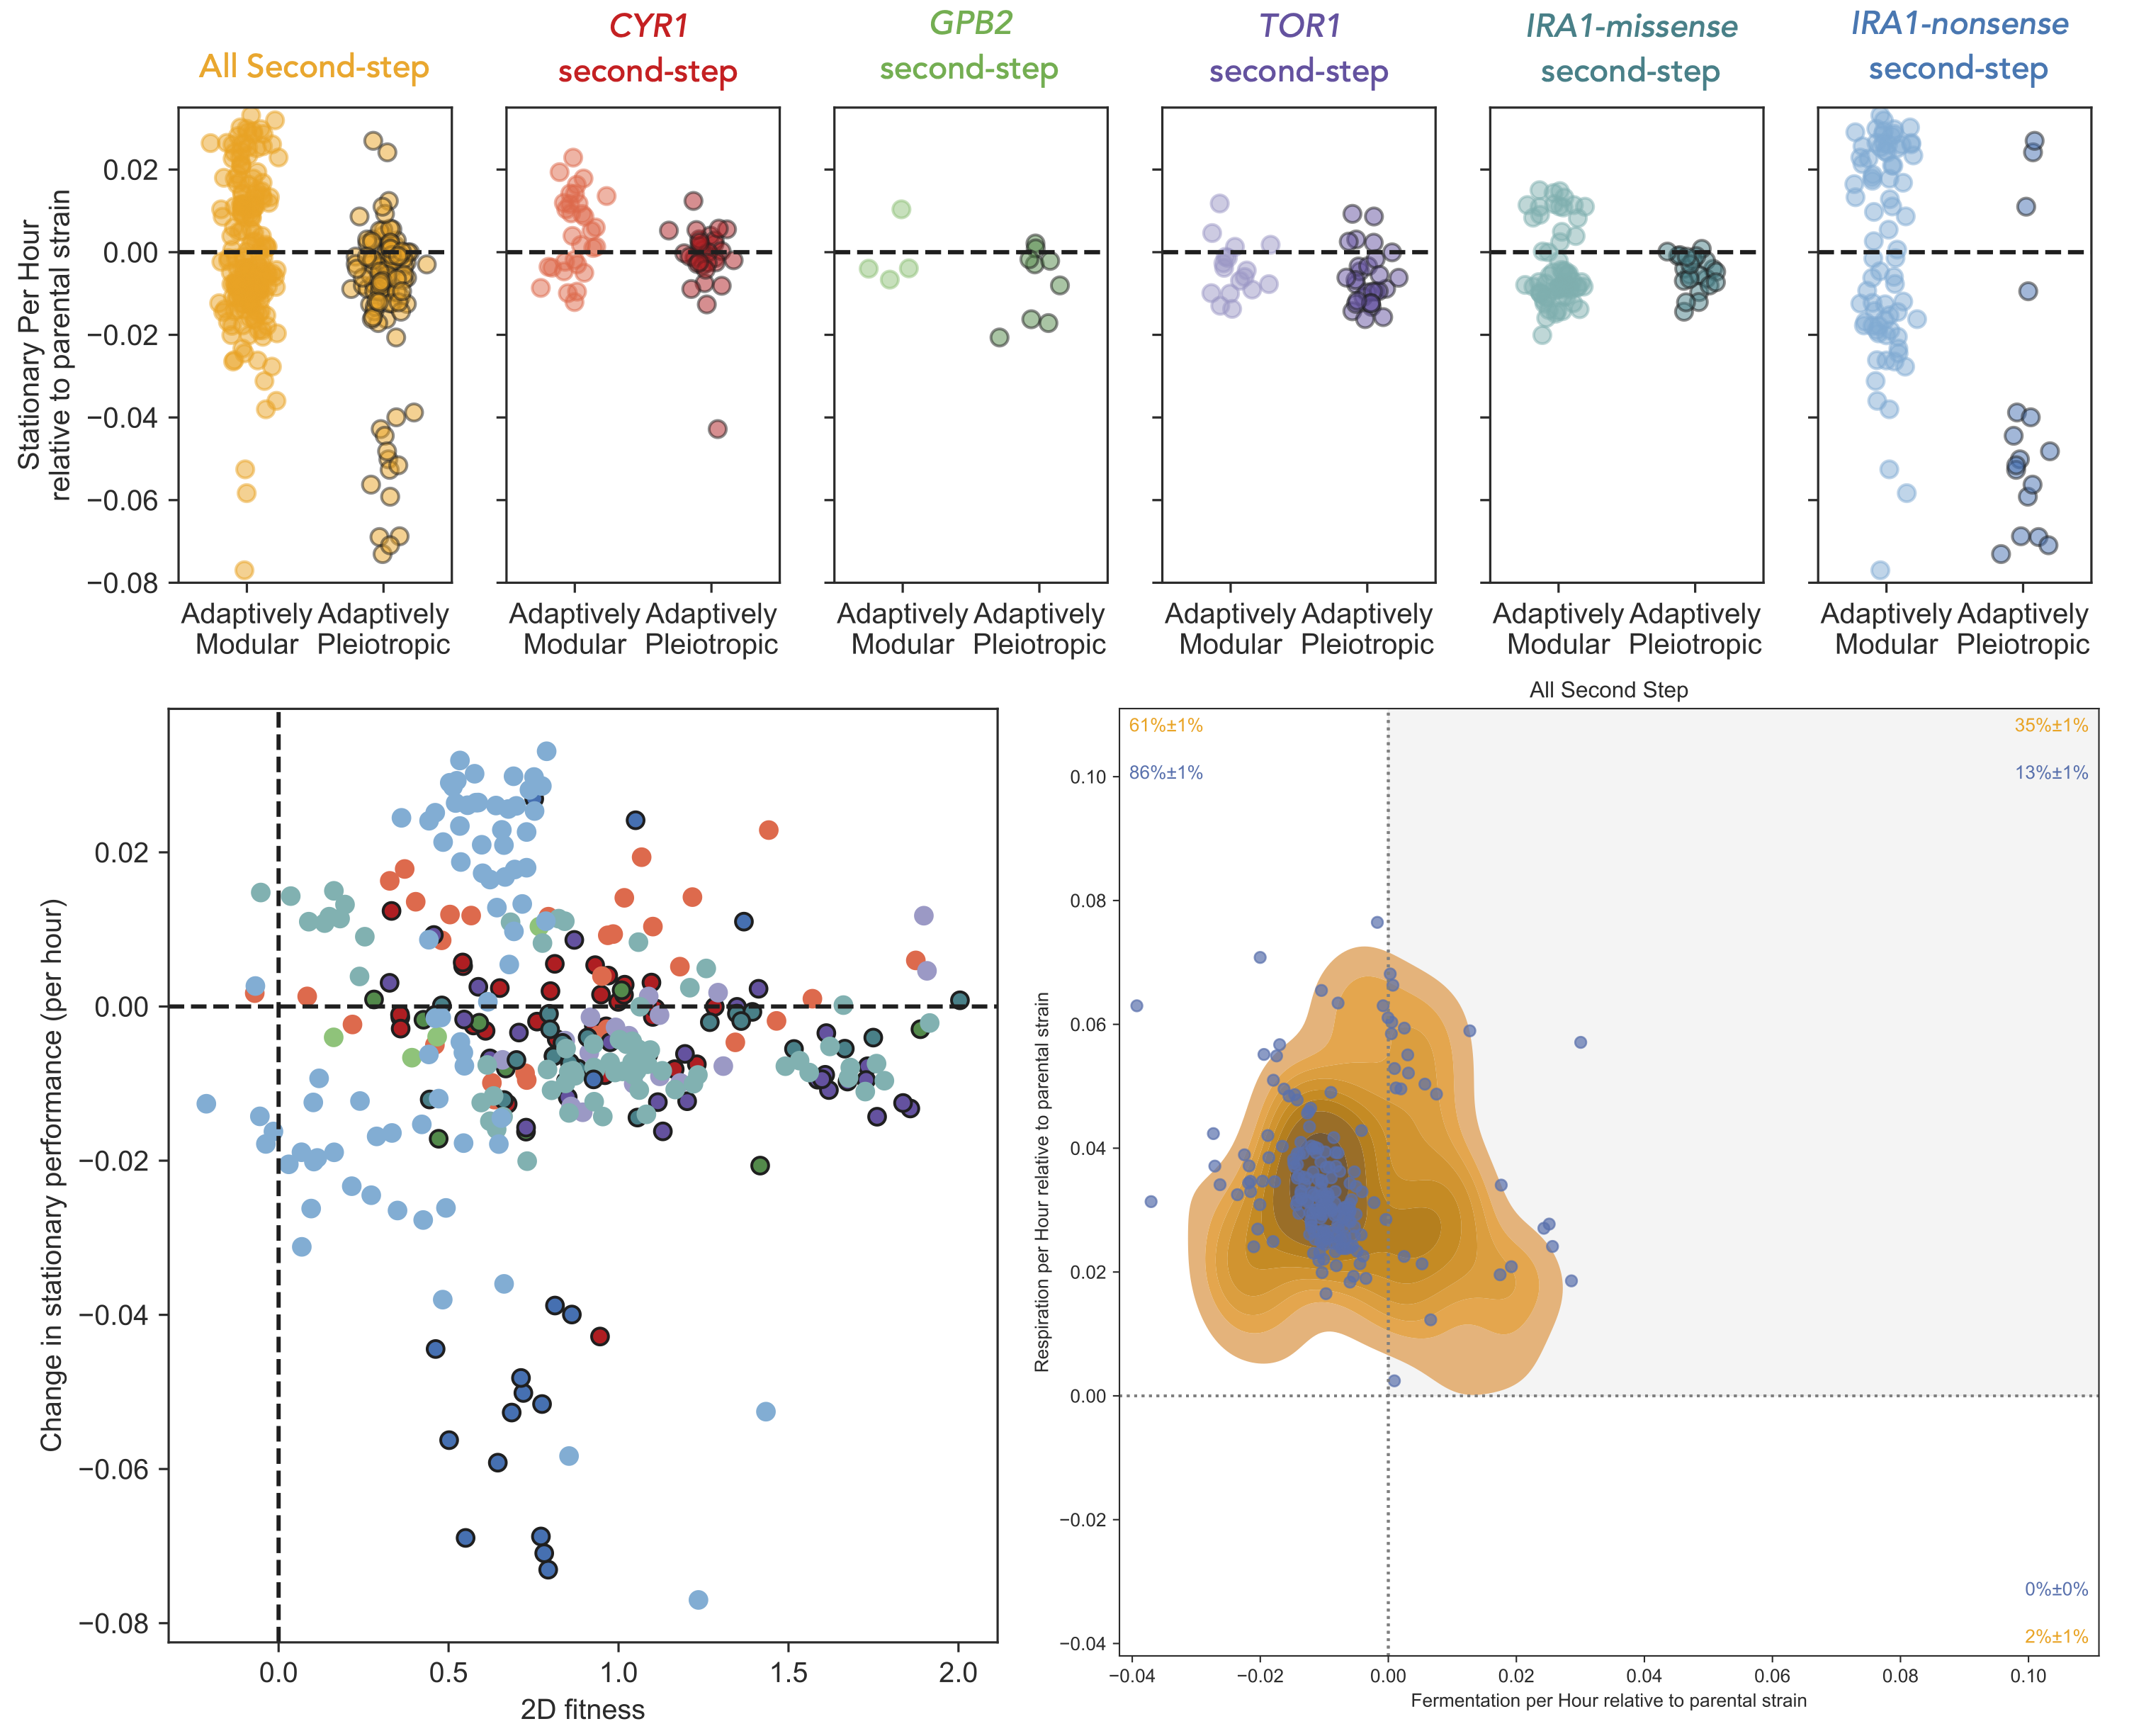 All Second-step
CYR1
second-step
GPB2
second-step
TOR1
second-step
IRA1-missense
second-step
IRA1-nonsense
second-step
Stationary Per Hour
relative to parental strain
0.02
0.00
−0.02
−0.04
−0.06
−0.08
Adaptively
Modular
Adaptively
Pleiotropic
Adaptively
Modular
Adaptively
Pleiotropic
Adaptively
Modular
Adaptively
Pleiotropic
Adaptively
Modular
Adaptively
Pleiotropic
Adaptively
Modular
Adaptively
Pleiotropic
Adaptively
Modular
Adaptively
Pleiotropic
Change in stationary performance (per hour)
0.02
0.00
−0.02
−0.04
−0.06
−0.08
0.0
0.5
1.0
1.5
2.0
2D fitness
All Second Step
61%±1%
35%±1%
86%±1%
13%±1%
Respiration per Hour relative to parental strain
0.10
0.08
0.06
0.04
0.02
0.00
−0.02
−0.04
0%±0%
2%±1%
−0.04
−0.02
0.00
0.02
0.04
0.06
0.08
0.10
Fermentation per Hour relative to parental strain